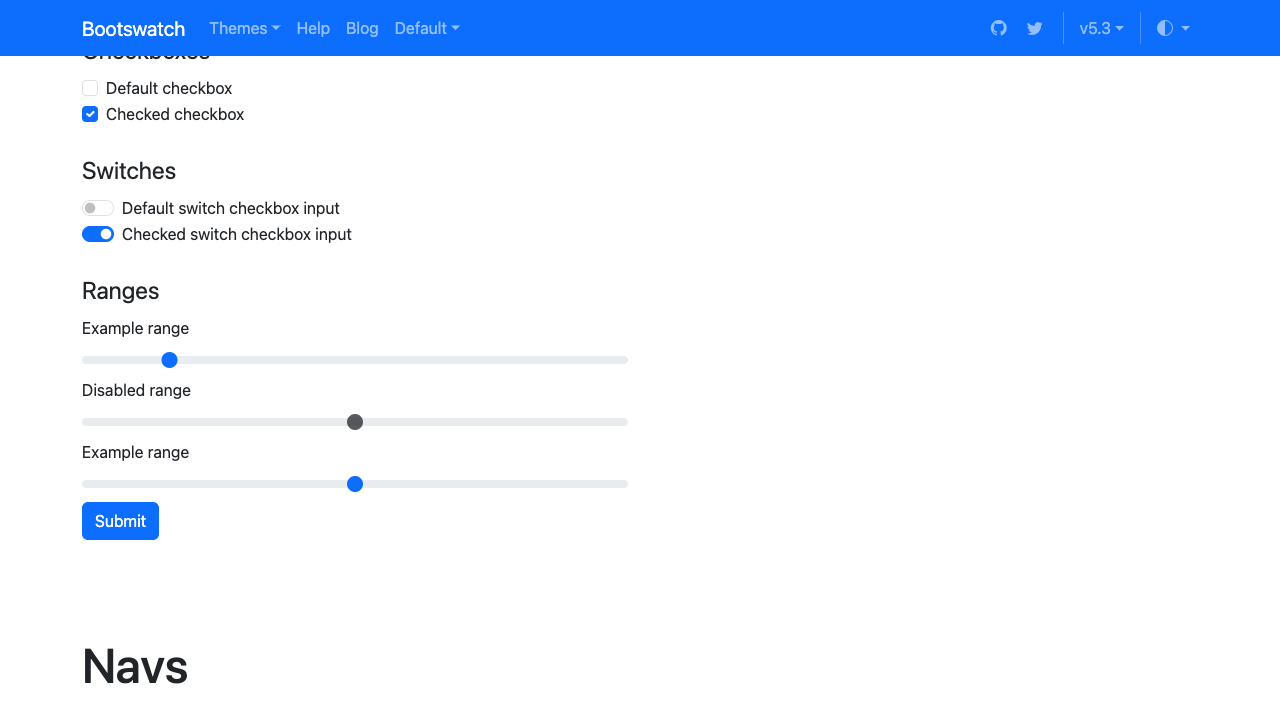 Bootswatch Themes Help Blog Default v5.3
Checkboxes
Default checkbox
Checked checkbox
Switches
Default switch checkbox input
Checked switch checkbox input
Ranges
Example range
Disabled range
Example range
Submit
Navs